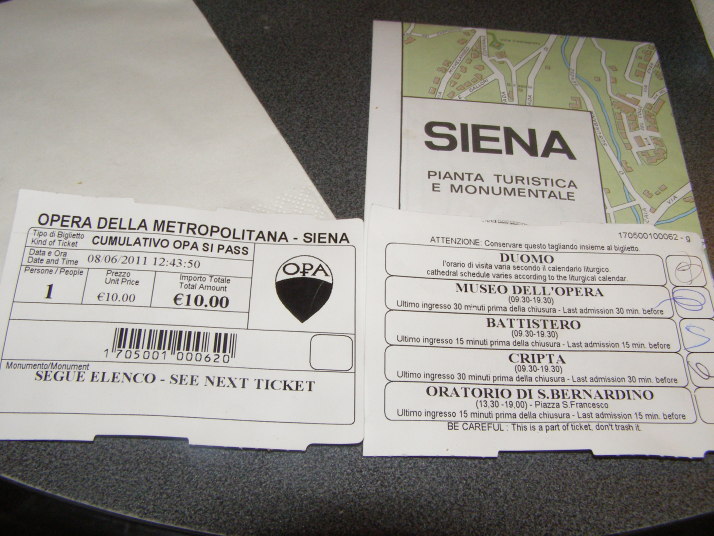 SIENA
PIANTA TURISTICA
E MONUMENTALE
OPERA DELLA METROPOLITANA - SIENA
Tipo di Biglietto
Kind of Ticket
CUMULATIVO OPA SI PASS
Data e Ora
Date and Time
08/06/2011 12:43:50
Persone / People
1
Prezzo
Unit Price
€10.00
Importo Totale
Total Amount
€10.00
OPA
1705001000620
Monumento/Monument
SEGUE ELENCO - SEE NEXT TICKET
170500100062 - g
ATTENZIONE: Conservare questo tagliando insieme al biglietto.
DUOMO
l'orario di visita varia secondo il calendario liturgico.
cathedral schedule varies according to the liturgical calendar.
MUSEO DELL'OPERA
(09.30-19.30)
Ultimo ingresso 30 minuti prima della chiusura - Last admission 30 min. before
BATTISTERO
(09.30-19.30)
Ultimo ingresso 15 minuti prima della chiusura - Last admission 15 min. before
CRIPTA
(09.30-19.30)
Ultimo ingresso 30 minuti prima della chiusura - Last admission 30 min. before
ORATORIO DI S.BERNARDINO
(13.30 -19.00) - Piazza S.Francesco
Ultimo ingresso 15 minuti prima della chiusura - Last admission 15 min. before
BE CAREFUL : This is a part of ticket, don't trash it.